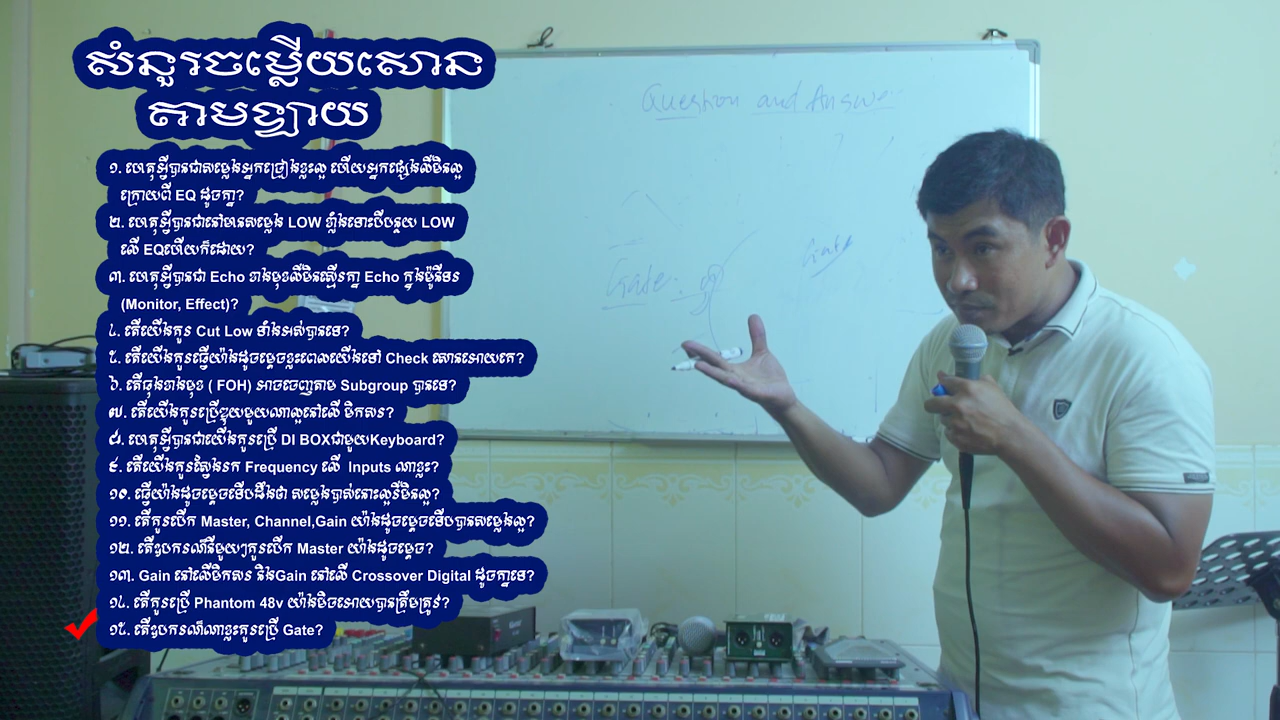 សំនួរចម្លើយសោន
តាមឡាយ
១. ហេតុអ្វីបានជាសម្លេងអ្នកច្រៀងខ្លះល្អ ហើយអ្នកផ្សេងលឺមិនល្អ
ក្រោយពី EQ ដូចគ្នា?
២. ហេតុអ្វីបានជានៅមានសម្លេង LOW ខ្លាំងទោះបីបន្ថយ LOW
លើ EQហើយក៏ដោយ?
៣. ហេតុអ្វីបានជា Echo ខាងមុខលឺមិនស្មើរគ្នា Echo ក្នុងម៉ូនីទ័រ
(Monitor, Effect)?
៤. តើយើងគួរ Cut Low ទាំងអស់បានទេ?
៥. តើយើងគួរធ្វើយ៉ាងដូចម្តេចខ្លះពេលយើងទៅ Check សោនអោយគេ?
៦. តើធុងខាងមុខ ( FOH) អាចចេញតាម Subgroup បានទេ?
៧. តើយើងគួរប្រើឌុយមួយណាល្អនៅលើ មិកសរ?
៨. ហេតុអ្វីបានជាយើងគួរប្រើ DI BOXជាមួយKeyboard?
៩. តើយើងគួរស្វែងរក Frequency លើ Inputs ណាខ្លះ?
១០. ធ្វើយ៉ាងដូចម្តេចទើបដឹងថា សម្លេងបាស់នោះល្អរឺមិនល្អ?
១១. តើគួរបើក Master, Channel,Gain យ៉ាងដូចម្តេចទើបបានសម្លេងល្អ?
១២. តើឧបករណ៏នីមួយៗគួរបើក Master យ៉ាងដូចម្តេច?
១៣. Gain នៅលើមិកសរ និងGain នៅលើ Crossover Digital ដូចគ្នាទេ?
១៤. តើគួរប្រើ Phantom 48v យ៉ាងមិចអោយបានត្រឹមត្រូវ?
១៥. តើឧបករណ៏ណាខ្លះគួរប្រើ Gate?
Question and Answer
Gate
Gate: